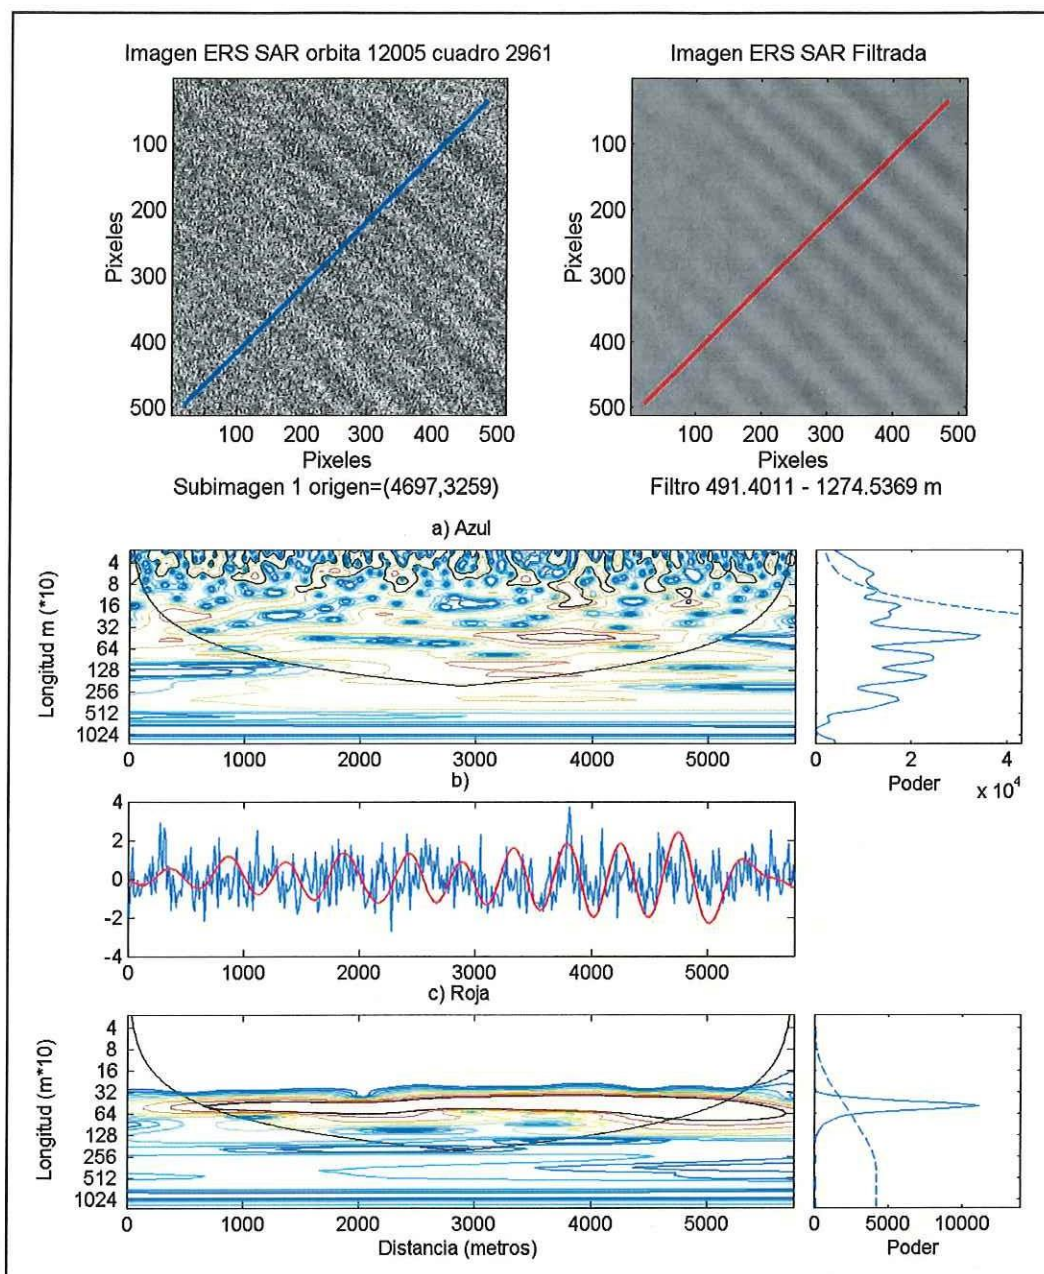 Imagen ERS SAR orbita 12005 cuadro 2961
Imagen ERS SAR Filtrada
Pixeles
100
200
300
400
500
100 200 300 400 500
Pixeles
Subimagen 1 origen=(4697,3259)
Pixeles
100
200
300
400
500
100 200 300 400 500
Pixeles
Filtro 491.4011 - 1274.5369 m
a) Azul
Longitud m (*10)
4
8
16
32
64
128
256
512
1024
0 1000 2000 3000 4000 5000
0 2 4
Poder x 10⁴
b)
4
2
0
-2
-4
0 1000 2000 3000 4000 5000
c) Roja
Longitud (m*10)
4
8
16
32
64
128
256
512
1024
0 1000 2000 3000 4000 5000
Distancia (metros)
0 5000 10000
Poder